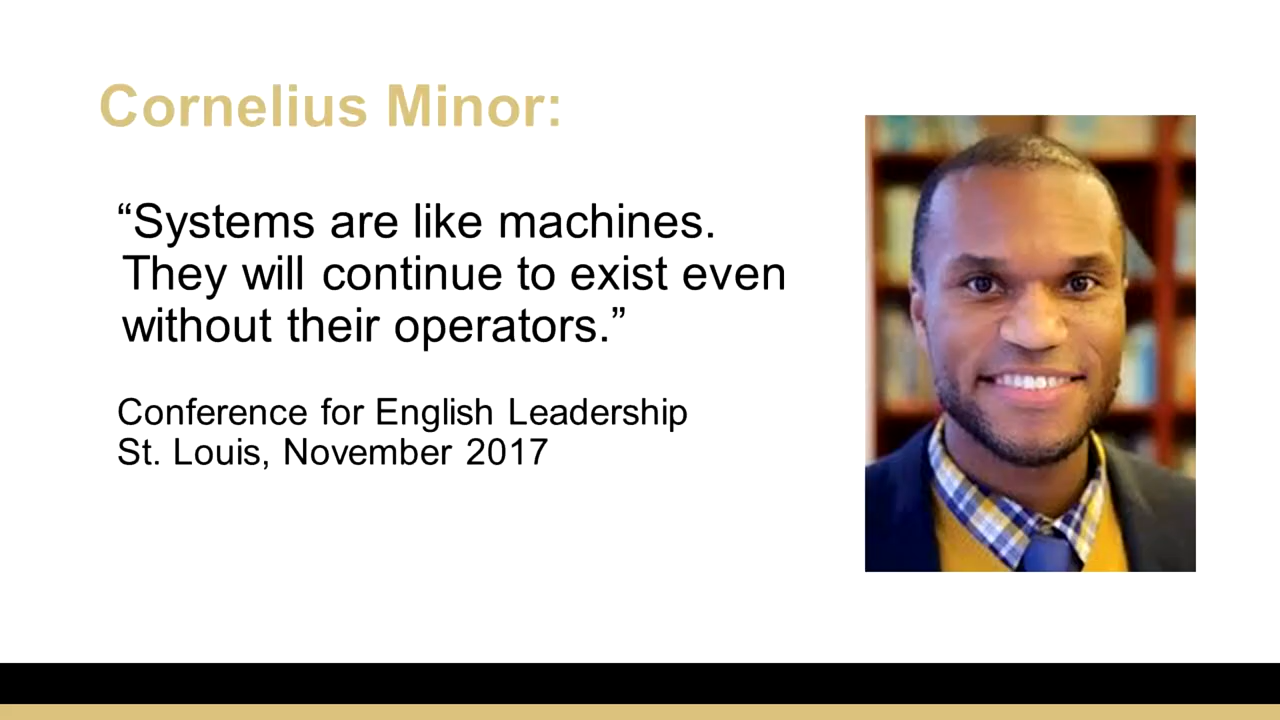 Cornelius Minor:
“Systems are like machines.
They will continue to exist even
without their operators.”
Conference for English Leadership
St. Louis, November 2017